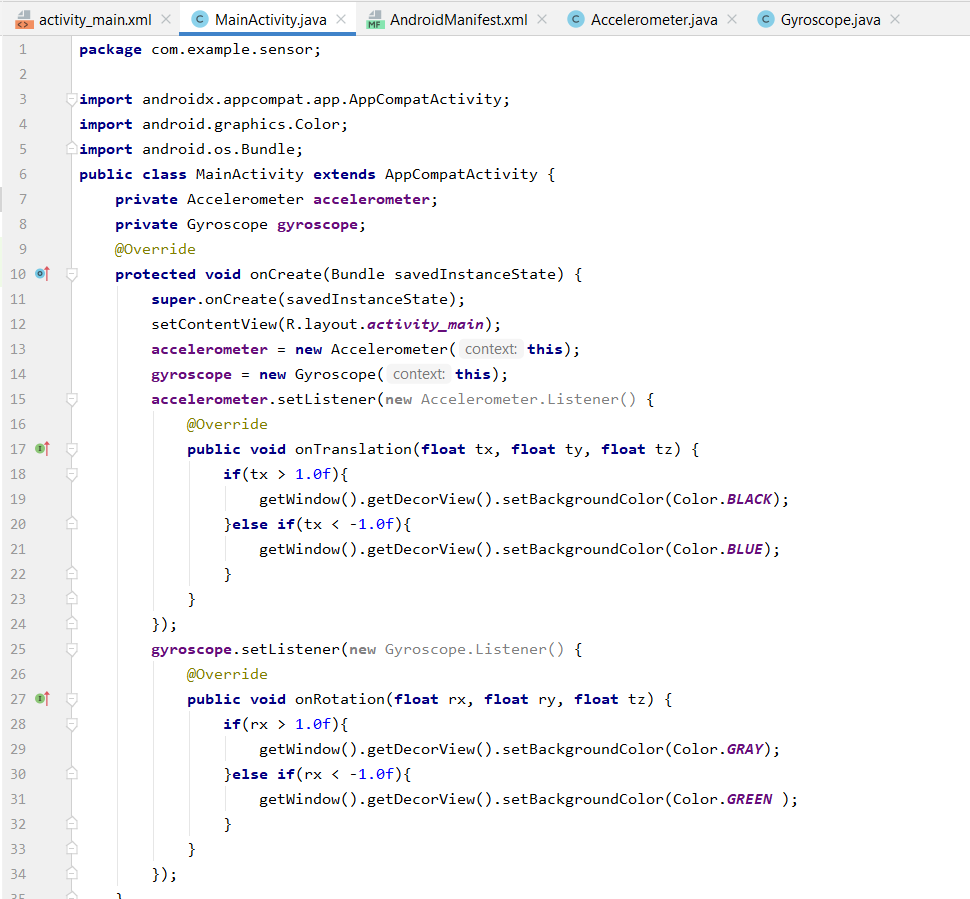 activity_main.xml MainActivity.java AndroidManifest.xml Accelerometer.java Gyroscope.java
1 package com.example.sensor;
2
3 import androidx.appcompat.app.AppCompatActivity;
4 import android.graphics.Color;
5 import android.os.Bundle;
6 public class MainActivity extends AppCompatActivity {
7     private Accelerometer accelerometer;
8     private Gyroscope gyroscope;
9     @Override
10     protected void onCreate(Bundle savedInstanceState) {
11         super.onCreate(savedInstanceState);
12         setContentView(R.layout.activity_main);
13         accelerometer = new Accelerometer( context: this);
14         gyroscope = new Gyroscope( context: this);
15         accelerometer.setListener(new Accelerometer.Listener() {
16             @Override
17             public void onTranslation(float tx, float ty, float tz) {
18                 if(tx > 1.0f){
19                     getWindow().getDecorView().setBackgroundColor(Color.BLACK);
20                 }else if(tx < -1.0f){
21                     getWindow().getDecorView().setBackgroundColor(Color.BLUE);
22                 }
23             }
24         });
25         gyroscope.setListener(new Gyroscope.Listener() {
26             @Override
27             public void onRotation(float rx, float ry, float tz) {
28                 if(rx > 1.0f){
29                     getWindow().getDecorView().setBackgroundColor(Color.GRAY);
30                 }else if(rx < -1.0f){
31                     getWindow().getDecorView().setBackgroundColor(Color.GREEN );
32                 }
33             }
34         });
35     }